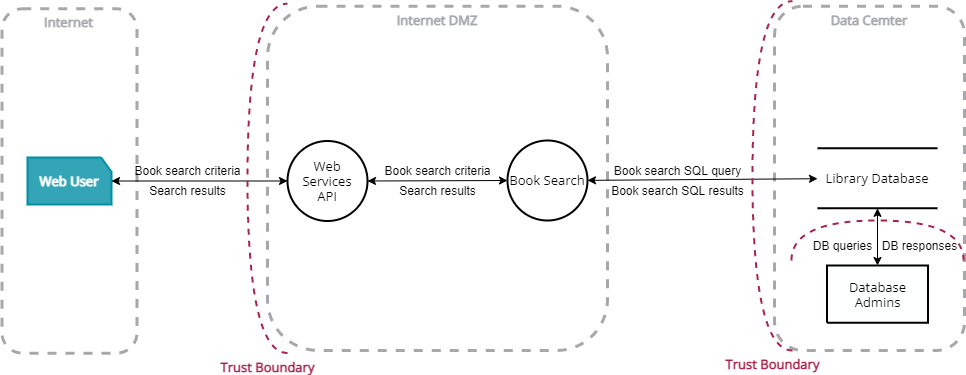 Internet
Internet DMZ
Data Cemter
Web User
Book search criteria
Search results
Web
Services
API
Book search criteria
Search results
Book Search
Book search SQL query
Book search SQL results
Library Database
DB queries
DB responses
Database
Admins
Trust Boundary
Trust Boundary